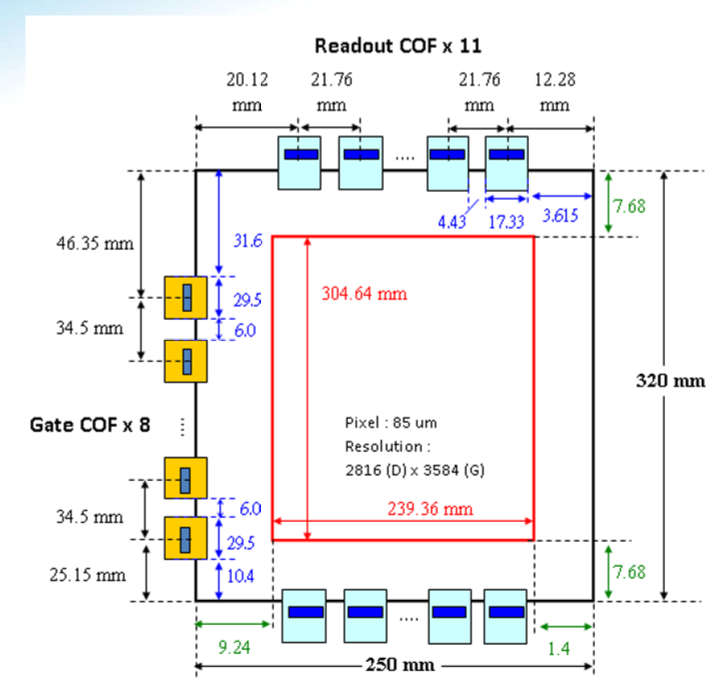 Readout COF x 11
20.12 mm
21.76 mm
21.76 mm
12.28 mm
....
4.43
17.33
3.615
7.68
46.35 mm
31.6
29.5
304.64 mm
34.5 mm
6.0
320 mm
Gate COF x 8
Pixel : 85 um
Resolution :
2816 (D) x 3584 (G)
34.5 mm
6.0
239.36 mm
29.5
25.15 mm
10.4
7.68
....
9.24
1.4
250 mm